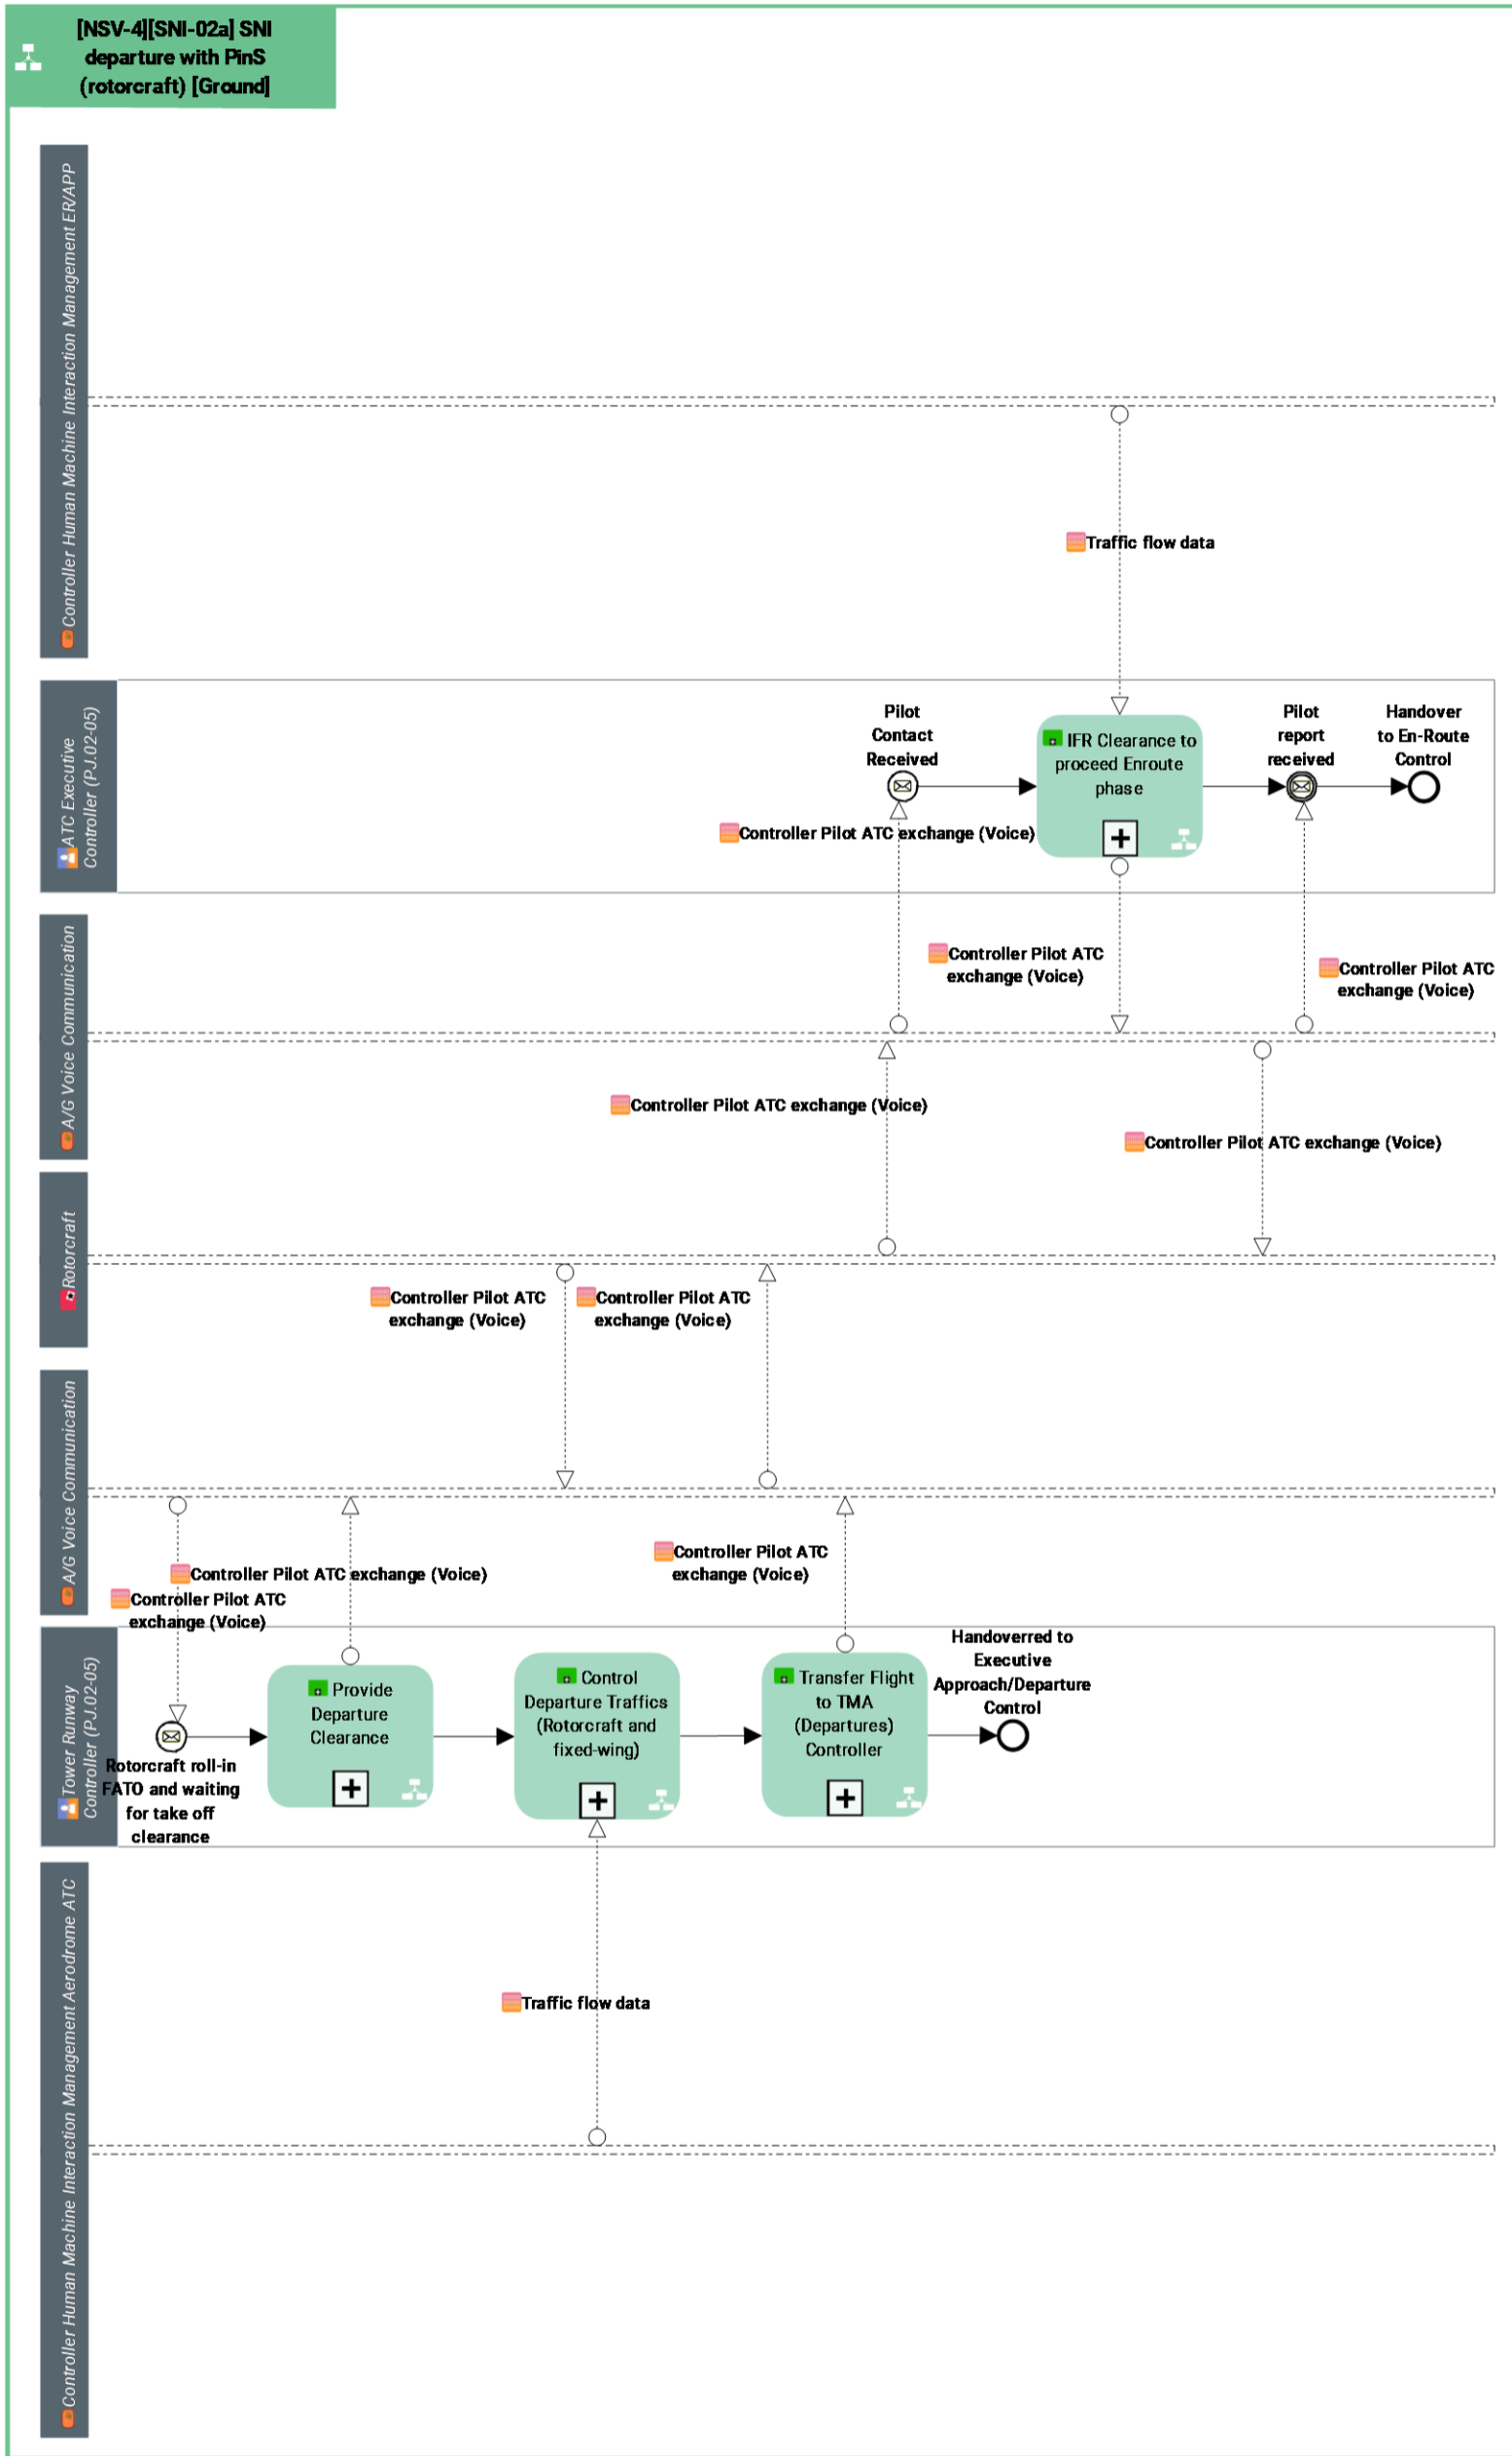 [NSV-4][SNI-02a] SNI
departure with PinS
(rotorcraft) [Ground]
Controller Human Machine Interaction Management ER/APP
Traffic flow data
ATC Executive
Controller (PJ.02-05)
Pilot
Contact
Received
IFR Clearance to
proceed Enroute
phase
Pilot
report
received
Handover
to En-Route
Control
Controller Pilot ATC exchange (Voice)
A/G Voice Communication
Controller Pilot ATC
exchange (Voice)
Controller Pilot ATC
exchange (Voice)
Controller Pilot ATC exchange (Voice)
Controller Pilot ATC exchange (Voice)
Rotorcraft
Controller Pilot ATC
exchange (Voice)
Controller Pilot ATC
exchange (Voice)
A/G Voice Communication
Controller Pilot ATC exchange (Voice)
Controller Pilot ATC
exchange (Voice)
Controller Pilot ATC
exchange (Voice)
Tower Runway
Controller (PJ.02-05)
Rotorcraft roll-in
FATO and waiting
for take off
clearance
Provide
Departure
Clearance
Control
Departure Traffics
(Rotorcraft and
fixed-wing)
Transfer Flight
to TMA
(Departures)
Controller
Handoverred to
Executive
Approach/Departure
Control
Controller Human Machine Interaction Management Aerodrome ATC
Traffic flow data